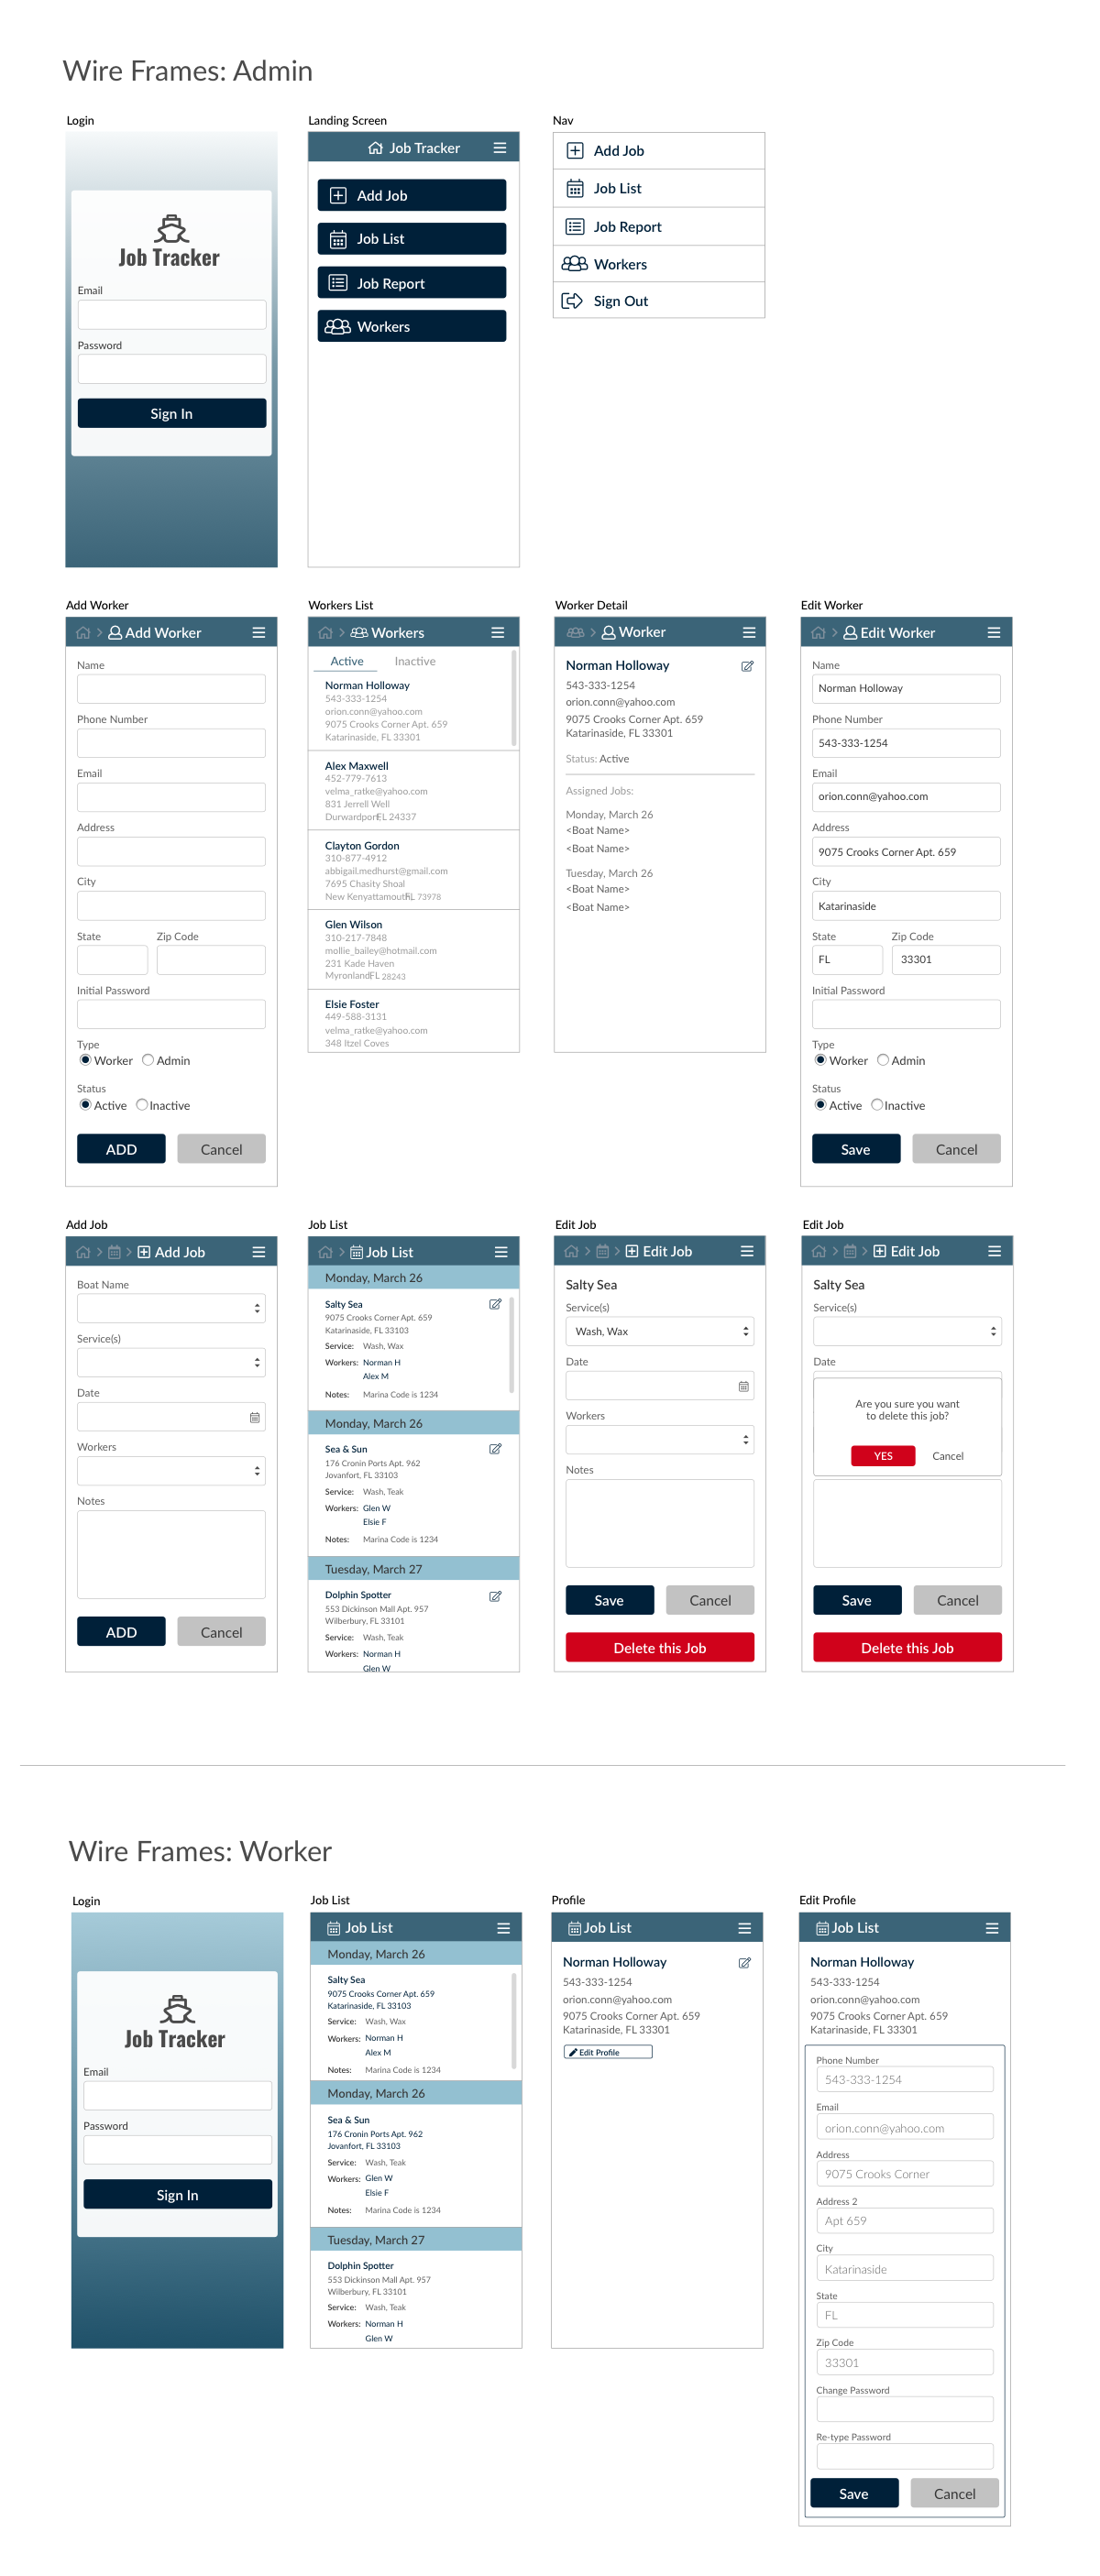 Wire Frames: Admin
Login
Job Tracker
Email
Password
Sign In
Landing Screen
Job Tracker
Add Job
Job List
Job Report
Workers
Nav
Add Job
Job List
Job Report
Workers
Sign Out
Add Worker
Add Worker
Name
Phone Number
Email
Address
City
State Zip Code
Initial Password
Type
Worker Admin
Status
Active Inactive
ADD Cancel
Workers List
Workers
Active Inactive
Norman Holloway
543-333-1254
orion.conn@yahoo.com
9075 Crooks Corner Apt. 659
Katarinaside, FL 33301
Alex Maxwell
452-779-7613
velma_ratke@yahoo.com
831 Jerrell Well
Durwardport FL 24337
Clayton Gordon
310-877-4912
abbigail.medhurst@gmail.com
7695 Chasity Shoal
New Kenyattamouth FL 73978
Glen Wilson
310-217-7848
mollie_bailey@hotmail.com
231 Kade Haven
Myronland FL 28243
Elsie Foster
449-588-3131
velma_ratke@yahoo.com
348 Itzel Coves
Worker Detail
Worker
Norman Holloway
543-333-1254
orion.conn@yahoo.com
9075 Crooks Corner Apt. 659
Katarinaside, FL 33301
Status: Active
Assigned Jobs:
Monday, March 26
<Boat Name>
<Boat Name>
Tuesday, March 26
<Boat Name>
<Boat Name>
Edit Worker
Edit Worker
Name
Norman Holloway
Phone Number
543-333-1254
Email
orion.conn@yahoo.com
Address
9075 Crooks Corner Apt. 659
City
Katarinaside
State Zip Code
FL 33301
Initial Password
Type
Worker Admin
Status
Active Inactive
Save Cancel
Add Job
Add Job
Boat Name
Service(s)
Date
Workers
Notes
ADD Cancel
Job List
Job List
Monday, March 26
Salty Sea
9075 Crooks Corner Apt. 659
Katarinaside, FL 33103
Service: Wash, Wax
Workers: Norman H
Alex M
Notes: Marina Code is 1234
Monday, March 26
Sea & Sun
176 Cronin Ports Apt. 962
Jovanfort, FL 33103
Service: Wash, Teak
Workers: Glen W
Elsie F
Notes: Marina Code is 1234
Tuesday, March 27
Dolphin Spotter
553 Dickinson Mall Apt. 957
Wilberbury, FL 33101
Service: Wash, Teak
Workers: Norman H
Glen W
Edit Job
Edit Job
Salty Sea
Service(s)
Wash, Wax
Date
Workers
Notes
Save Cancel
Delete this Job
Edit Job
Edit Job
Salty Sea
Service(s)
Date
Are you sure you want
to delete this job?
YES Cancel
Save Cancel
Delete this Job
Wire Frames: Worker
Login
Job Tracker
Email
Password
Sign In
Job List
Job List
Monday, March 26
Salty Sea
9075 Crooks Corner Apt. 659
Katarinaside, FL 33103
Service: Wash, Wax
Workers: Norman H
Alex M
Notes: Marina Code is 1234
Monday, March 26
Sea & Sun
176 Cronin Ports Apt. 962
Jovanfort, FL 33103
Service: Wash, Teak
Workers: Glen W
Elsie F
Notes: Marina Code is 1234
Tuesday, March 27
Dolphin Spotter
553 Dickinson Mall Apt. 957
Wilberbury, FL 33101
Service: Wash, Teak
Workers: Norman H
Glen W
Profile
Job List
Norman Holloway
543-333-1254
orion.conn@yahoo.com
9075 Crooks Corner Apt. 659
Katarinaside, FL 33301
Edit Profile
Edit Profile
Job List
Norman Holloway
543-333-1254
orion.conn@yahoo.com
9075 Crooks Corner Apt. 659
Katarinaside, FL 33301
Phone Number
543-333-1254
Email
orion.conn@yahoo.com
Address
9075 Crooks Corner
Address 2
Apt 659
City
Katarinaside
State
FL
Zip Code
33301
Change Password
Re-type Password
Save Cancel